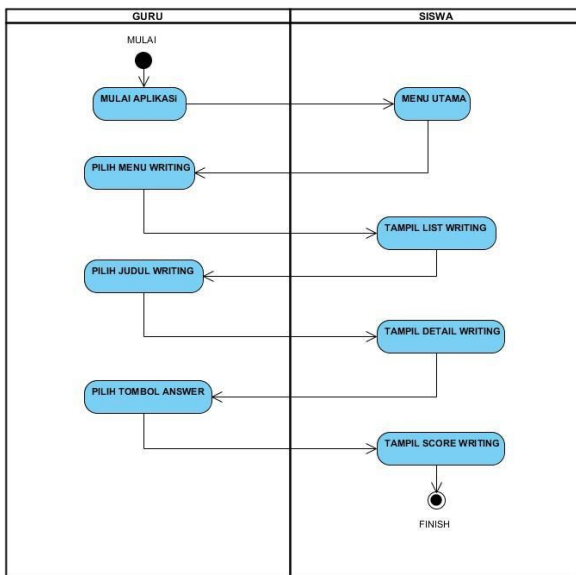 GURU
SISWA
MULAI
MULAI APLIKASi
MENU UTAMA
PILIH MENU WRITING
TAMPIL LIST WRITING
PILIH JUDUL WRITING
TAMPIL DETAIL WRITING
PILIH TOMBOL ANSWER
TAMPIL SCORE WRITING
FINISH